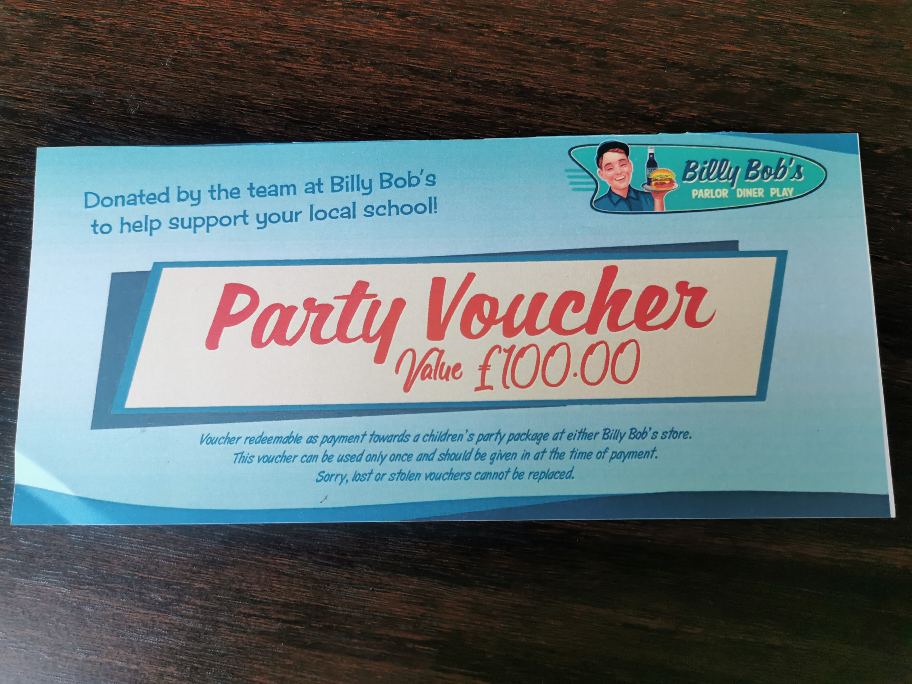 Donated by the team at Billy Bob's
to help support your local school!
Billy Bob's
PARLOR DINER PLAY
Party Voucher
Value £100.00
Voucher redeemable as payment towards a children's party package at either Billy Bob's store.
This voucher can be used only once and should be given in at the time of payment.
Sorry, lost or stolen vouchers cannot be replaced.